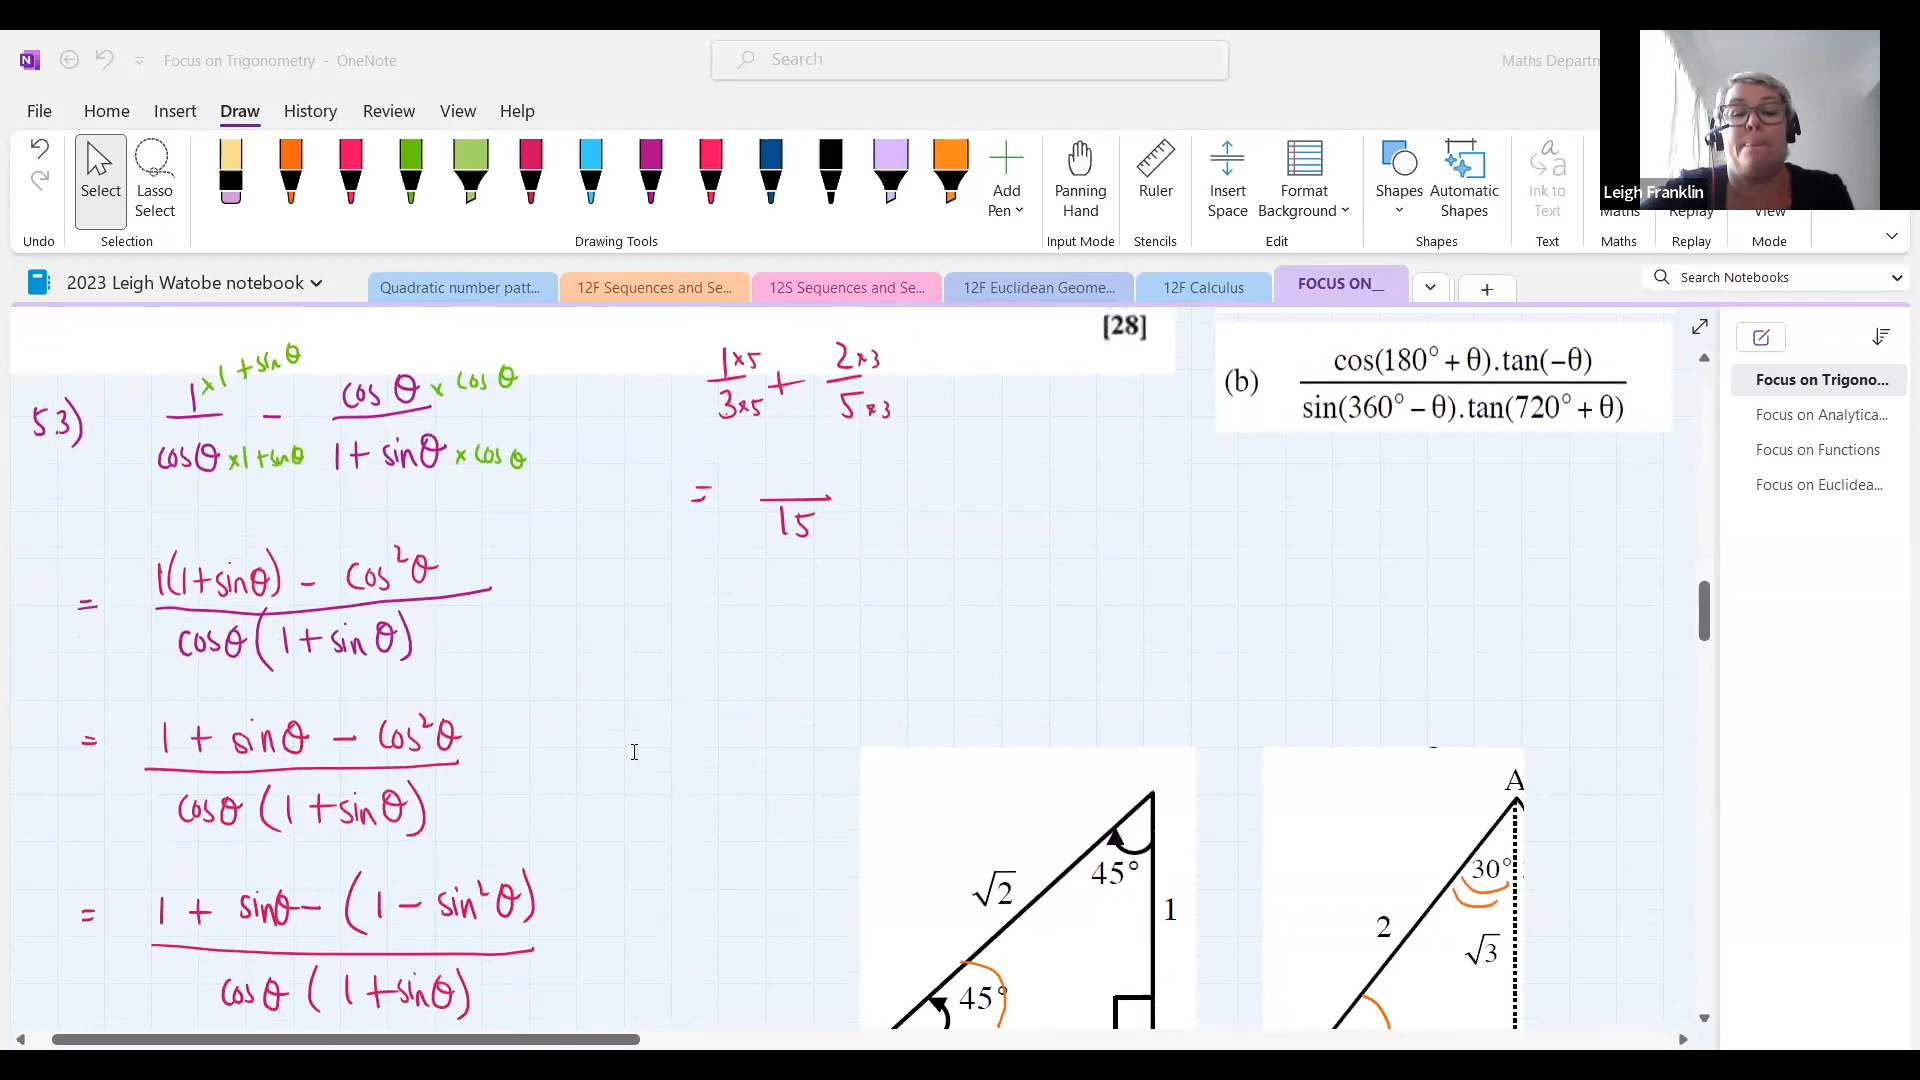 Focus on Trigonometry - OneNote
Search
Maths Departm
Leigh Franklin
File Home Insert Draw History Review View Help
Select
Lasso Select
Add Pen
Panning Hand
Ruler
Insert Space
Format Background
Shapes
Automatic Shapes
Ink to Text
Maths
Replay
View
Undo Selection Drawing Tools Input Mode Stencils Edit Shapes Text Maths Replay Mode
2023 Leigh Watobe notebook
Quadratic number patt...
12F Sequences and Se...
12S Sequences and Se...
12F Euclidean Geome...
12F Calculus
FOCUS ON__
Search Notebooks
Focus on Trigono...
Focus on Analytica...
Focus on Functions
Focus on Euclidea...
[28]
5.3) 1 ×1+sinθ / cosθ ×1+sinθ - cosθ ×cosθ / 1+sinθ ×cosθ
= 1(1+sinθ) - cos²θ / cosθ(1+sinθ)
= 1+sinθ - cos²θ / cosθ(1+sinθ)
= 1+sinθ-(1-sin²θ) / cosθ(1+sinθ)
1×5 / 3×5 + 2×3 / 5×3
= / 15
(b) cos(180°+θ).tan(−θ) / sin(360°−θ).tan(720°+θ)
√2
45°
1
45°
A
30°
2
√3